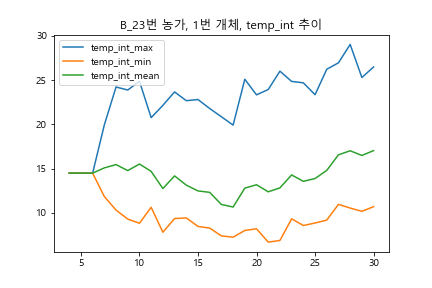 B_23번 농가, 1번 개체, temp_int 추이
temp_int_max
temp_int_min
temp_int_mean
30
25
20
15
10
5 10 15 20 25 30